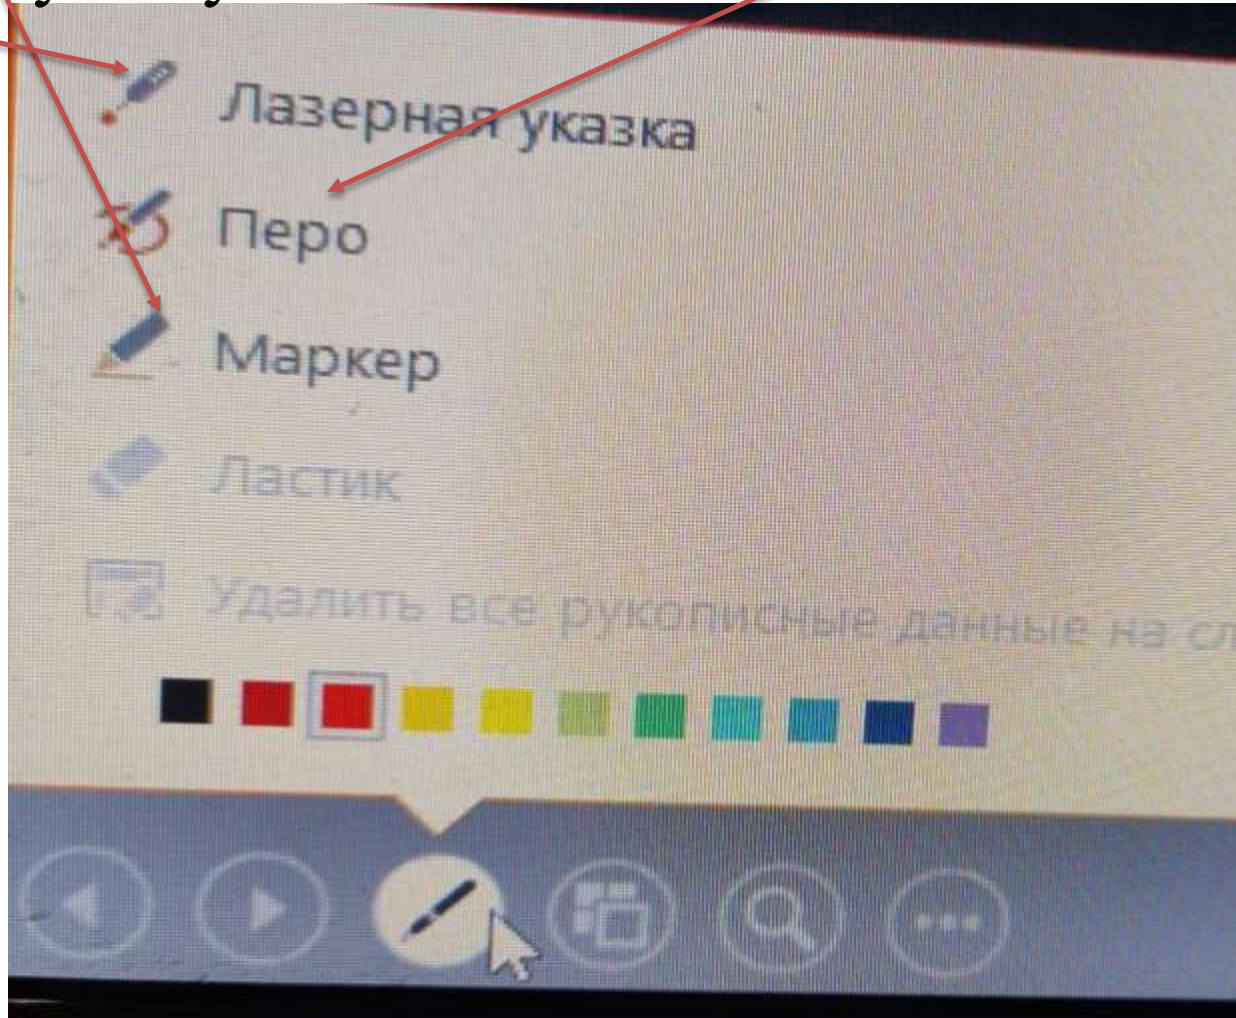 Лазерная указка
Перо
Маркер
Ластик
Удалить все рукописные данные на